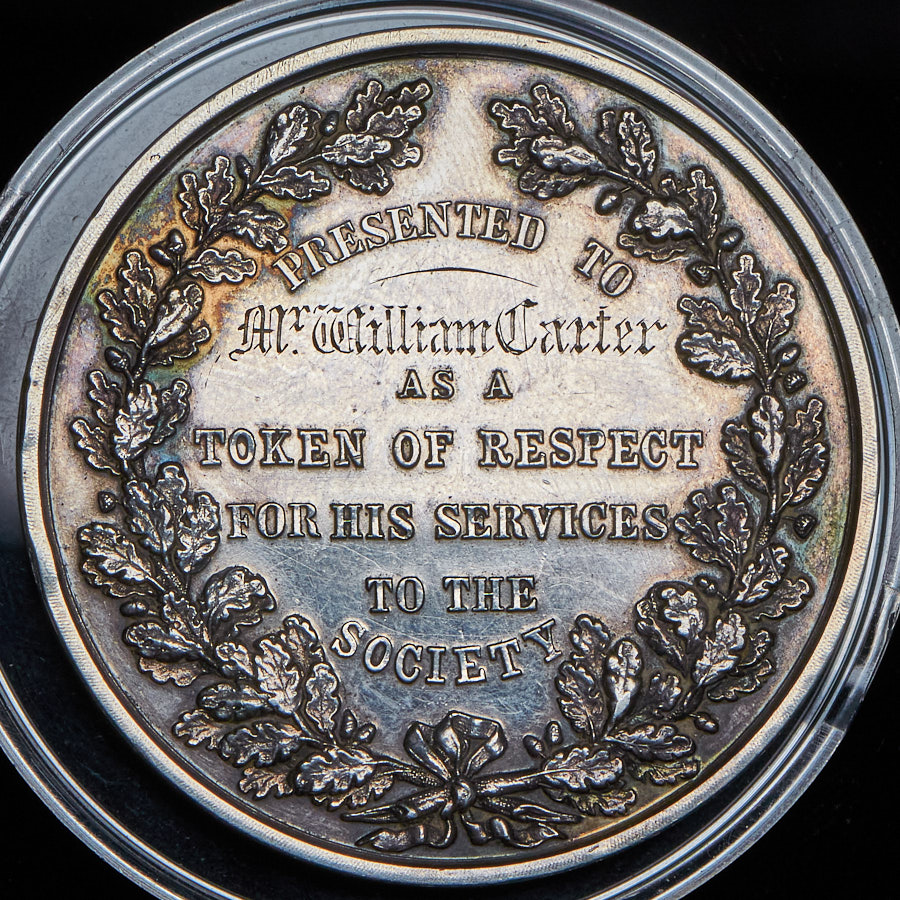 PRESENTED TO
Mr. William Carter
AS A
TOKEN OF RESPECT
FOR HIS SERVICES
TO THE
SOCIETY